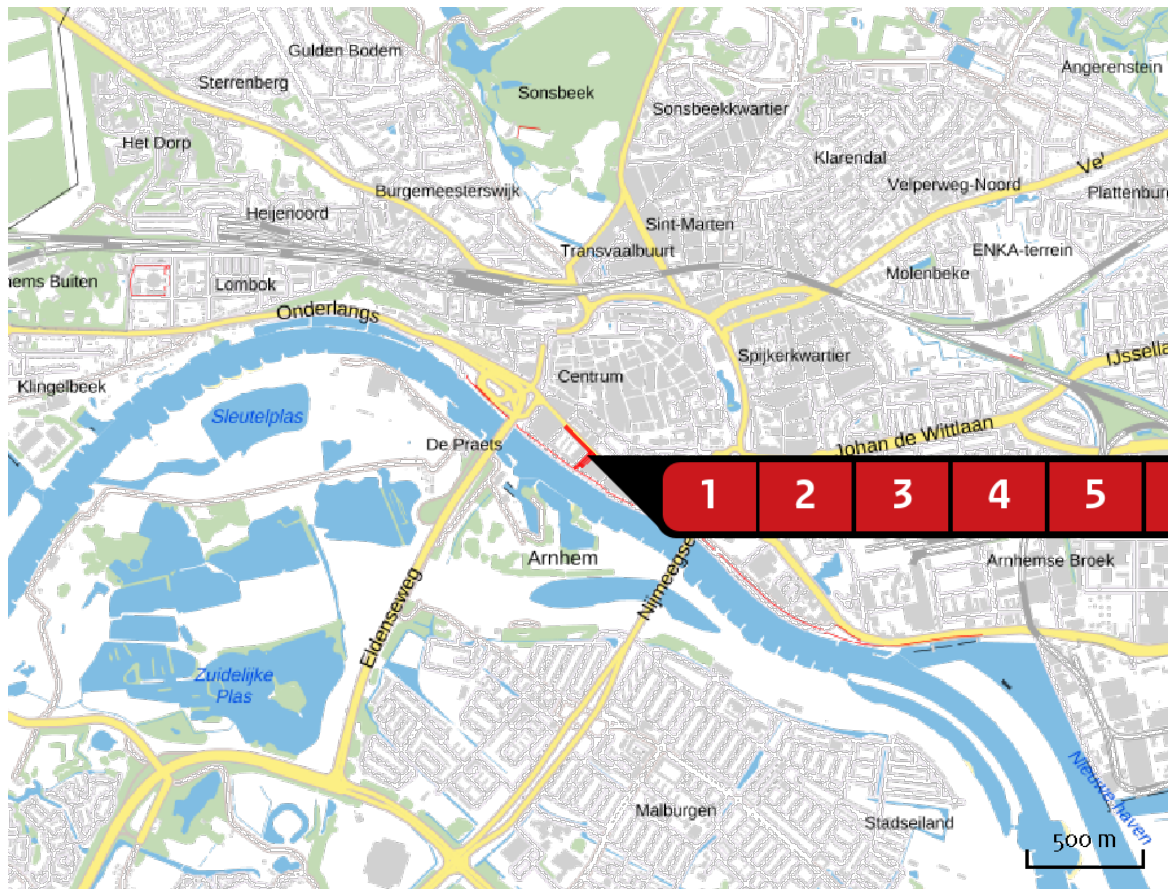 Gulden Bodem
Sterrenberg
Sonsbeek
Angerenstein
Sonsbeekkwartier
Het Dorp
Klarendal
Vel
Burgemeesterswijk
Velperweg-Noord
Plattenburg
Heijenoord
Sint-Marten
Transvaalbuurt
ENKA-terrein
Molenbeke
nems Buiten
Lombok
Onderlangs
Spijkerkwartier
IJssella
Centrum
Klingelbeek
Sleutelplas
De Praets
Johan de Wittlaan
1 2 3 4 5
Arnhem
Arnhemse Broek
Nijmeegse
Eldenseweg
Zuidelijke
Plas
Nieuwe haven
Malburgen
Stadseiland
500 m